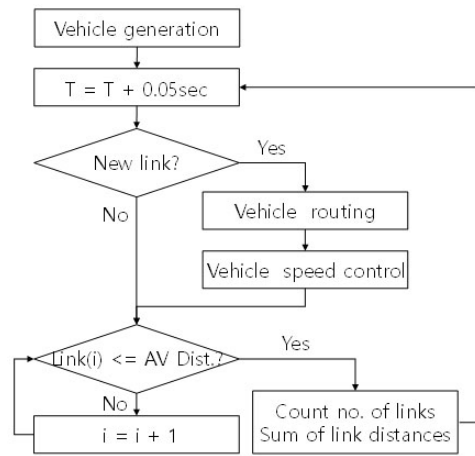 Vehicle generation
T = T + 0.05sec
New link?
Yes
No
Vehicle routing
Vehicle speed control
Link(i) <= AV Dist.?
Yes
No
i = i + 1
Count no. of links
Sum of link distances